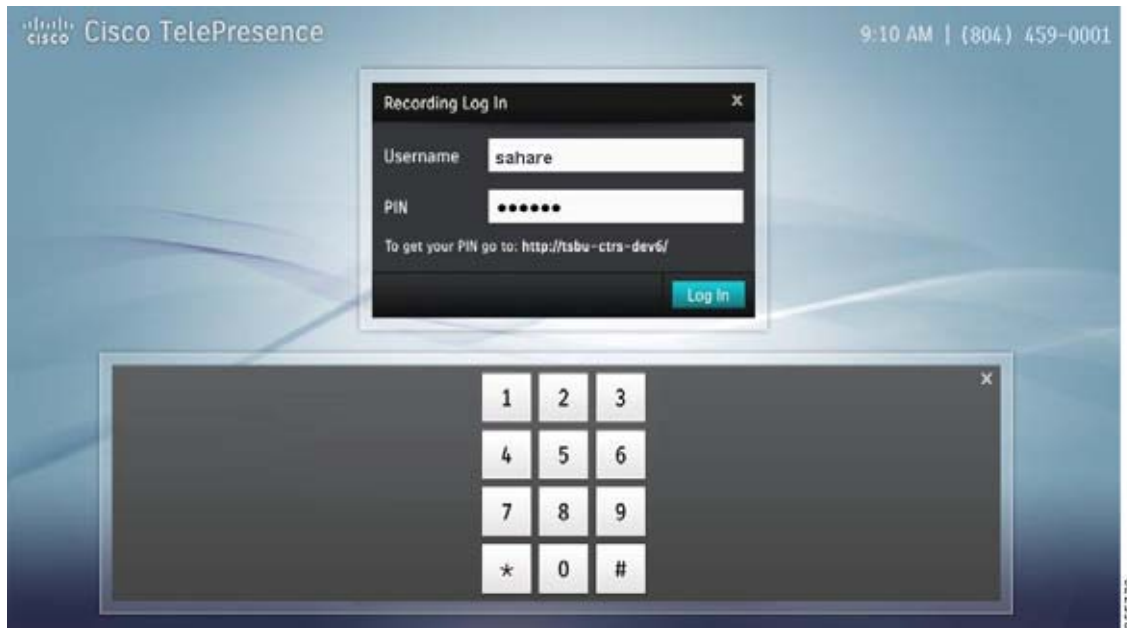 cisco Cisco TelePresence
9:10 AM | (804) 459-0001
Recording Log In x
Username sahare
PIN ●●●●●●
To get your PIN go to: http://tsbu-ctrs-dev6/
Log In
x
1 2 3
4 5 6
7 8 9
* 0 #